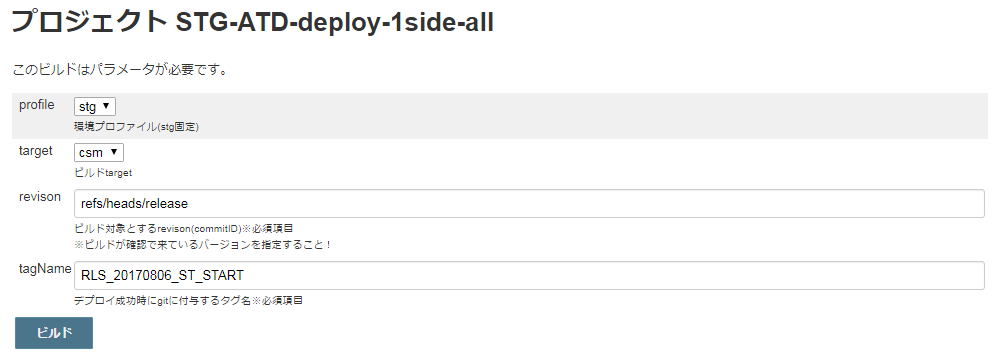 プロジェクト STG-ATD-deploy-1side-all
このビルドはパラメータが必要です。
profile stg
環境プロファイル(stg固定)
target csm
ビルドtarget
revison refs/heads/release
ビルド対象とするrevison(commitID)※必須項目
※ビルドが確認で来ているバージョンを指定すること！
tagName RLS_20170806_ST_START
デプロイ成功時にgitに付与するタグ名※必須項目
ビルド